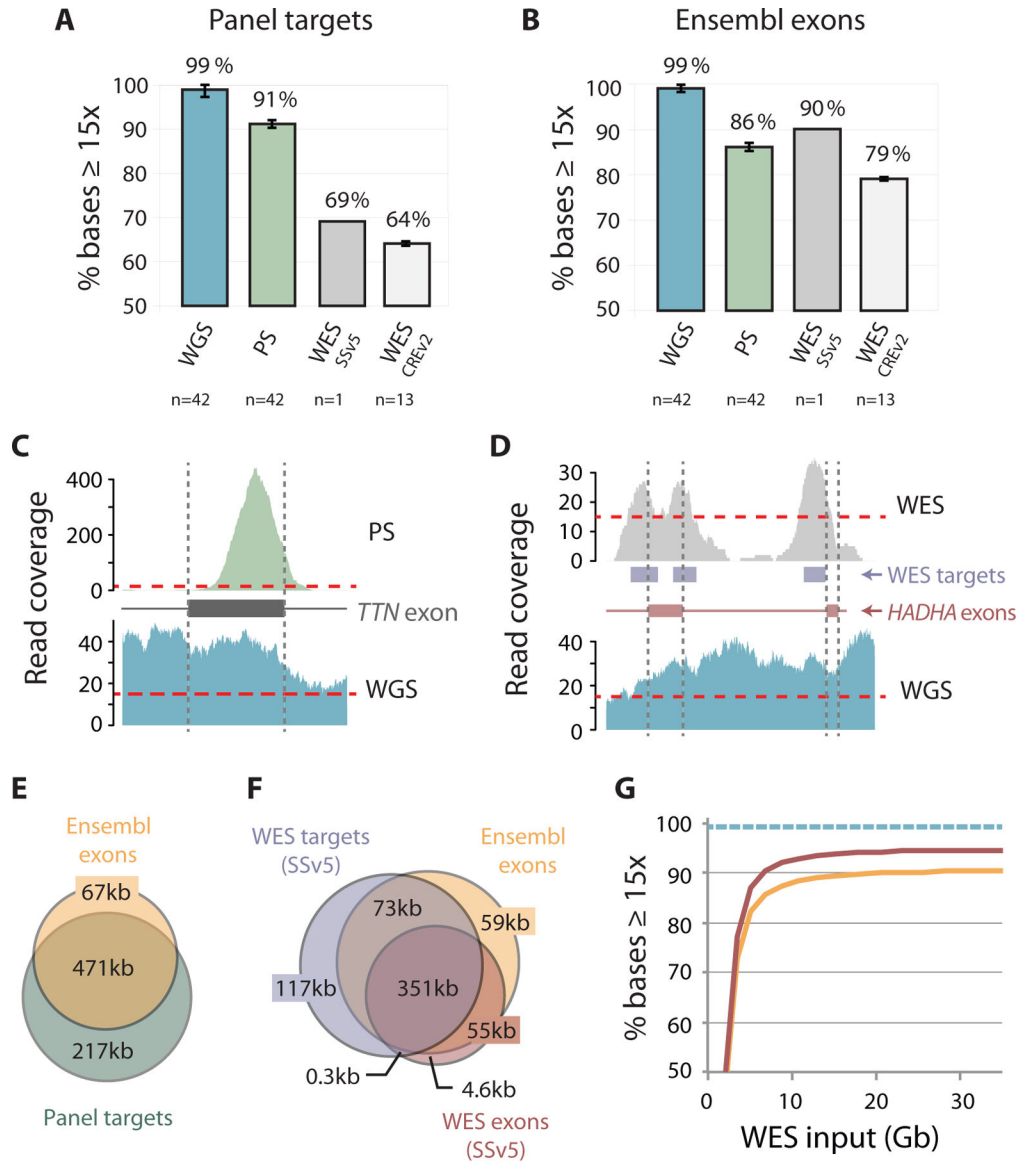 A
Panel targets
% bases ≥ 15x
100
90
80
70
60
50
99 %
91%
69%
64%
WGS
PS
WES SSv5
WES CREv2
n=42
n=42
n=1
n=13
B
Ensembl exons
% bases ≥ 15x
100
90
80
70
60
50
99%
86%
90%
79%
WGS
PS
WES SSv5
WES CREv2
n=42
n=42
n=1
n=13
C
Read coverage
400
200
0
PS
TTN exon
40
20
0
WGS
D
Read coverage
30
20
10
0
WES
WES targets
HADHA exons
40
30
20
10
0
WGS
E
Ensembl
exons
67kb
471kb
217kb
Panel targets
F
WES targets
(SSv5)
Ensembl
exons
73kb
59kb
117kb
351kb
55kb
0.3kb
4.6kb
WES exons
(SSv5)
G
% bases ≥ 15x
100
90
80
70
60
50
0
10
20
30
WES input (Gb)